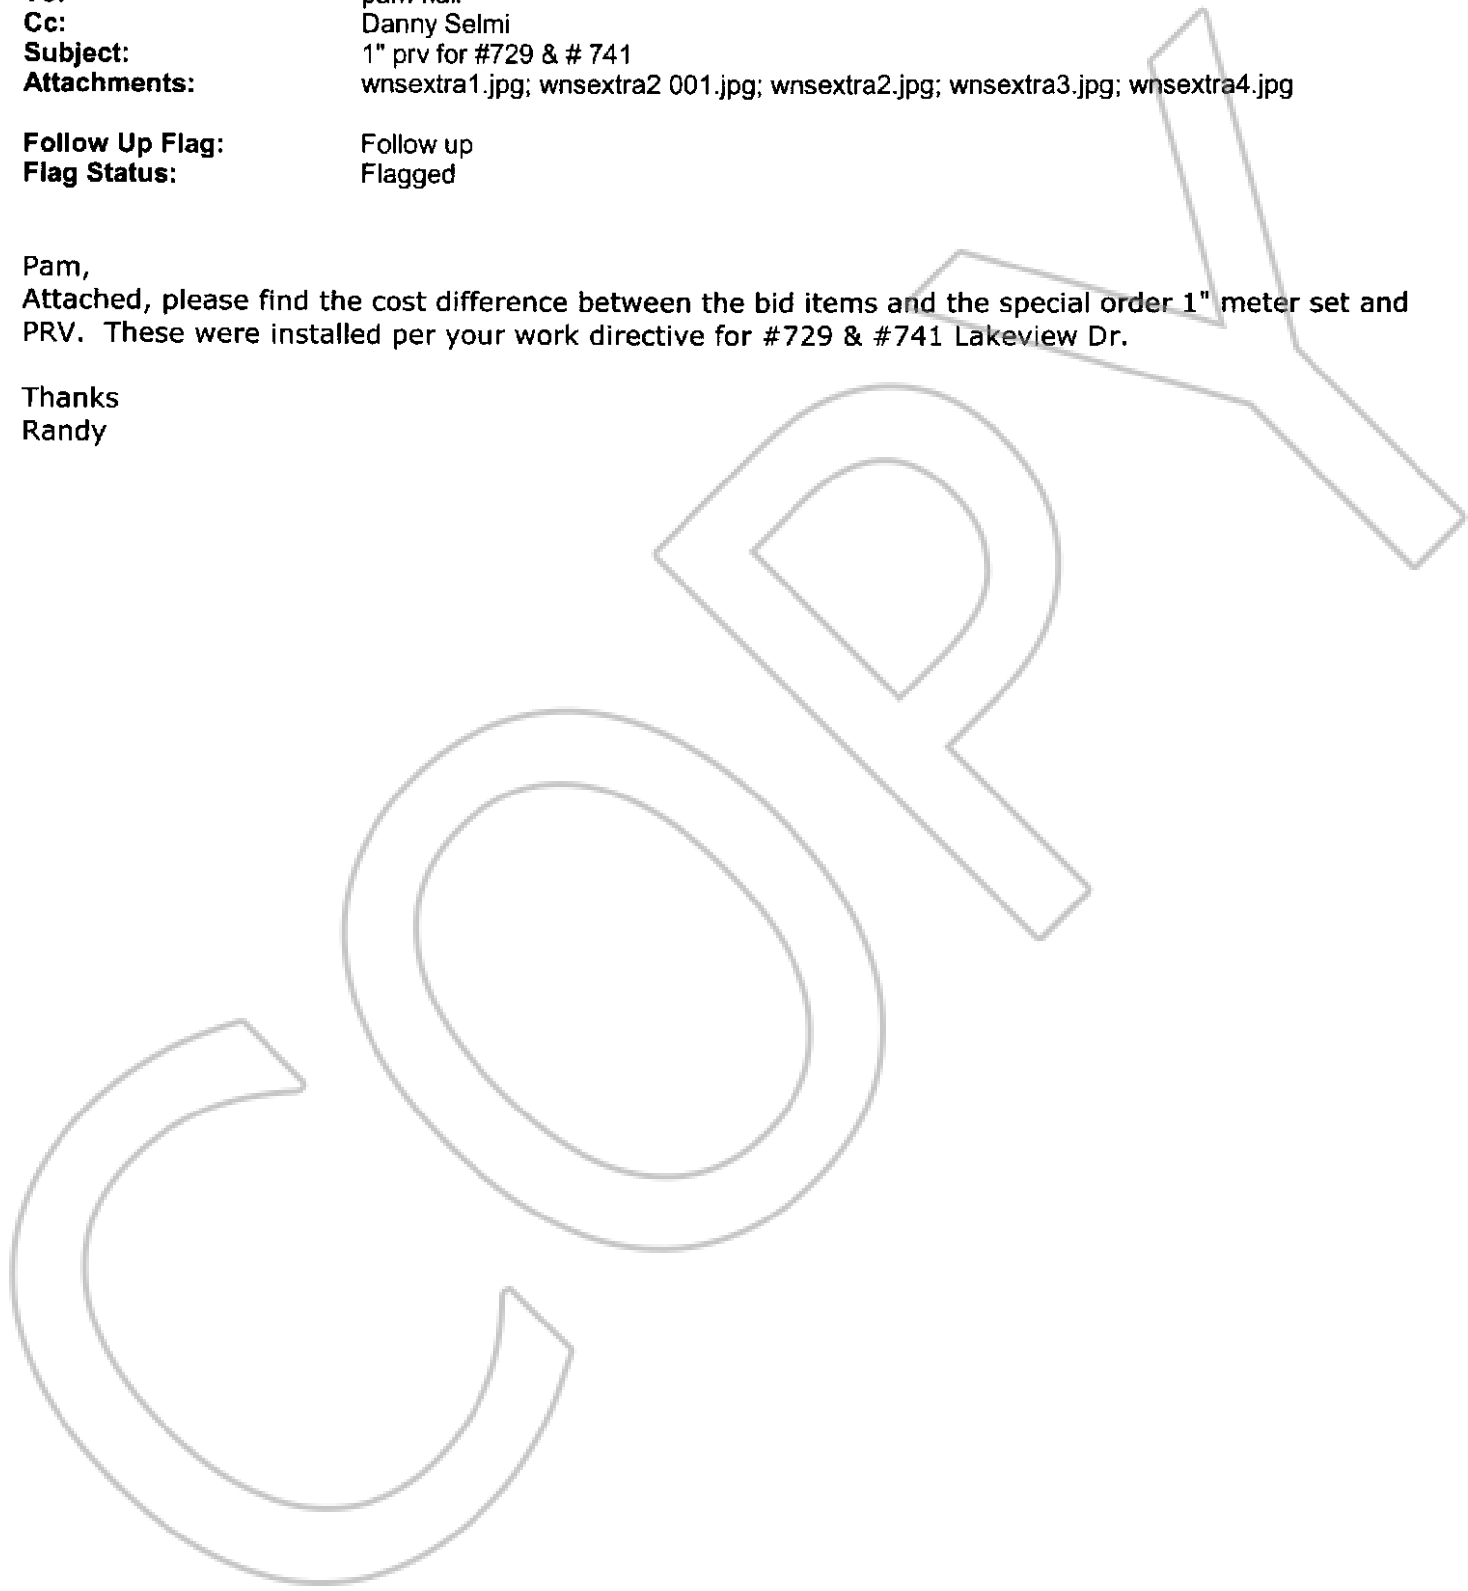 Cc: Danny Selmi
Subject: 1" prv for #729 & # 741
Attachments: wnsextra1.jpg; wnsextra2 001.jpg; wnsextra2.jpg; wnsextra3.jpg; wnsextra4.jpg
Follow Up Flag: Follow up
Flag Status: Flagged
Pam,
Attached, please find the cost difference between the bid items and the special order 1" meter set and
PRV. These were installed per your work directive for #729 & #741 Lakeview Dr.
Thanks
Randy
COPY